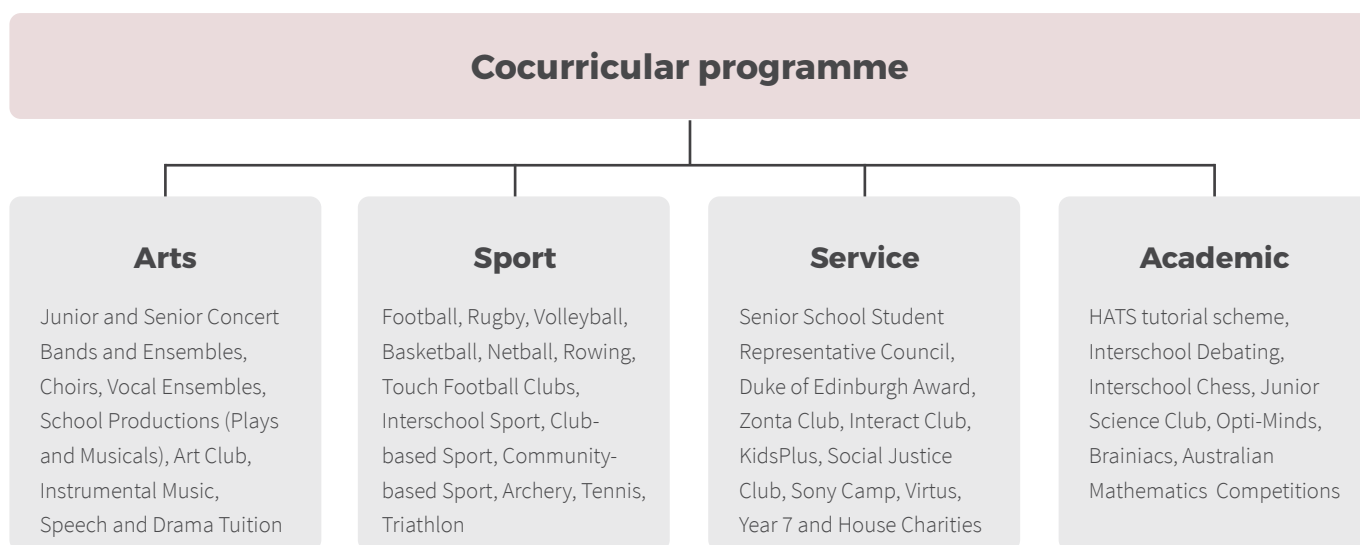 Cocurricular programme
Arts
Junior and Senior Concert
Bands and Ensembles,
Choirs, Vocal Ensembles,
School Productions (Plays
and Musicals), Art Club,
Instrumental Music,
Speech and Drama Tuition
Sport
Football, Rugby, Volleyball,
Basketball, Netball, Rowing,
Touch Football Clubs,
Interschool Sport, Club-
based Sport, Community-
based Sport, Archery, Tennis,
Triathlon
Service
Senior School Student
Representative Council,
Duke of Edinburgh Award,
Zonta Club, Interact Club,
KidsPlus, Social Justice
Club, Sony Camp, Virtus,
Year 7 and House Charities
Academic
HATS tutorial scheme,
Interschool Debating,
Interschool Chess, Junior
Science Club, Opti-Minds,
Brainiacs, Australian
Mathematics Competitions